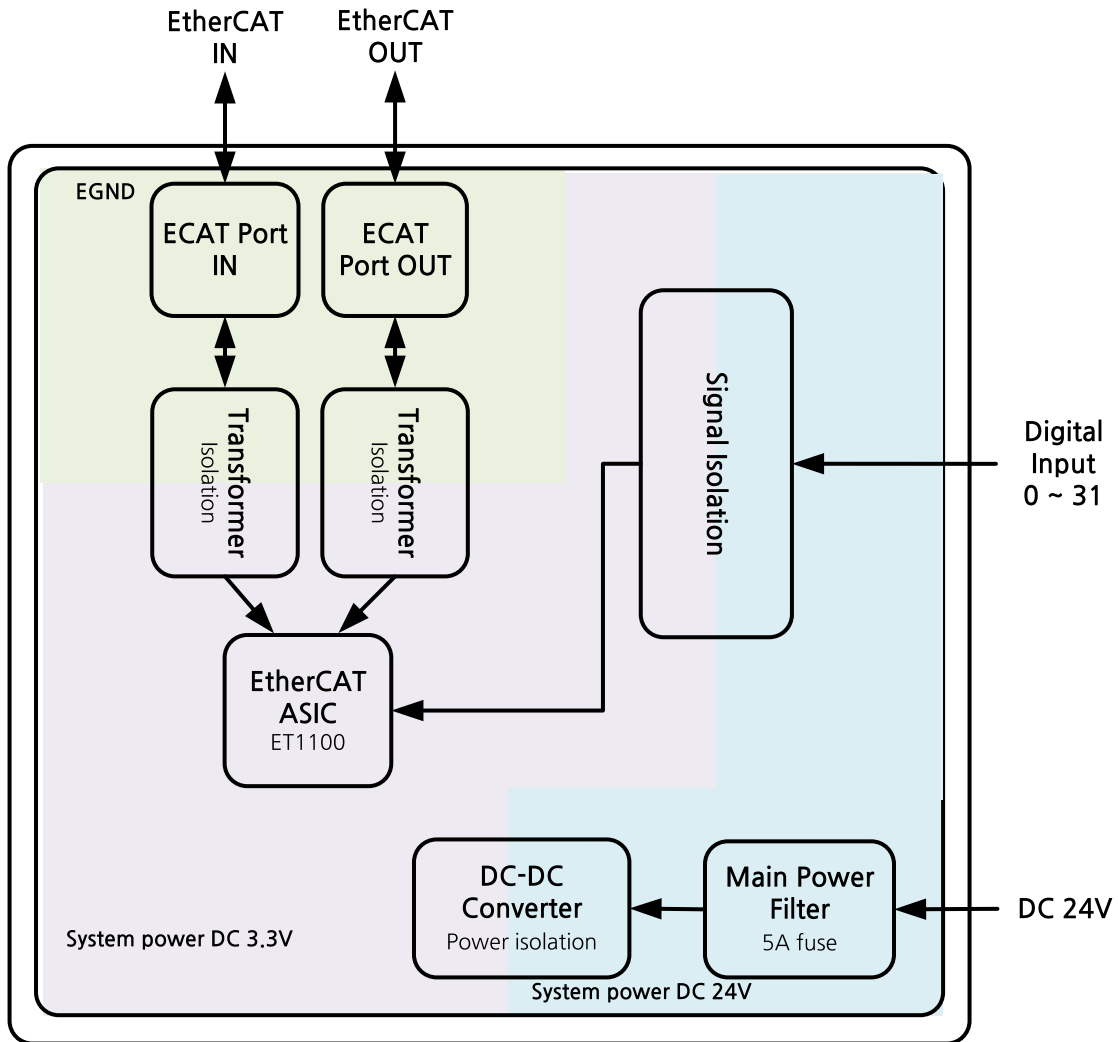 EtherCAT
IN
EtherCAT
OUT
EGND
ECAT Port
IN
ECAT
Port OUT
Transformer
Isolation
Transformer
Isolation
Signal Isolation
Digital
Input
0 ~ 31
EtherCAT
ASIC
ET1100
DC-DC
Converter
Power isolation
Main Power
Filter
5A fuse
DC 24V
System power DC 3.3V
System power DC 24V